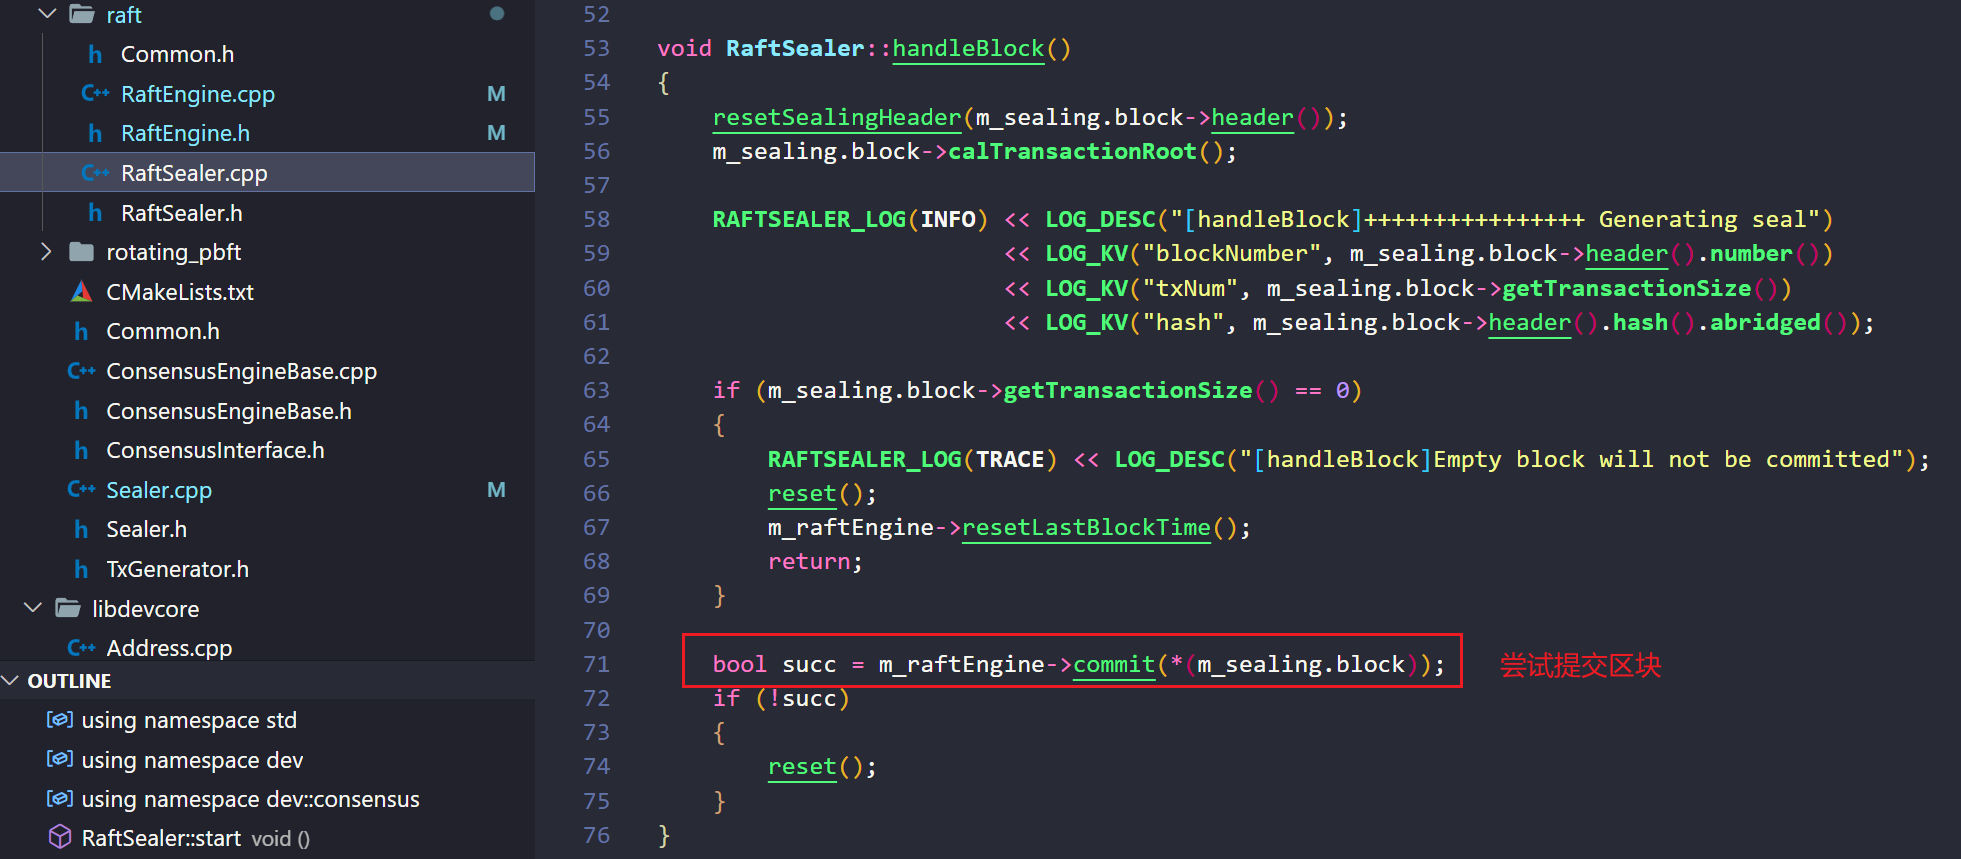 raft
Common.h
RaftEngine.cpp M
RaftEngine.h M
RaftSealer.cpp
RaftSealer.h
rotating_pbft
CMakeLists.txt
Common.h
ConsensusEngineBase.cpp
ConsensusEngineBase.h
ConsensusInterface.h
Sealer.cpp M
Sealer.h
TxGenerator.h
libdevcore
Address.cpp
OUTLINE
using namespace std
using namespace dev
using namespace dev::consensus
RaftSealer::start void ()
52
53 void RaftSealer::handleBlock()
54 {
55 resetSealingHeader(m_sealing.block->header());
56 m_sealing.block->calTransactionRoot();
57
58 RAFTSEALER_LOG(INFO) << LOG_DESC("[handleBlock]++++++++++++++++ Generating seal")
59 << LOG_KV("blockNumber", m_sealing.block->header().number())
60 << LOG_KV("txNum", m_sealing.block->getTransactionSize())
61 << LOG_KV("hash", m_sealing.block->header().hash().abridged());
62
63 if (m_sealing.block->getTransactionSize() == 0)
64 {
65 RAFTSEALER_LOG(TRACE) << LOG_DESC("[handleBlock]Empty block will not be committed");
66 reset();
67 m_raftEngine->resetLastBlockTime();
68 return;
69 }
70
71 bool succ = m_raftEngine->commit(*(m_sealing.block)); 尝试提交区块
72 if (!succ)
73 {
74 reset();
75 }
76 }